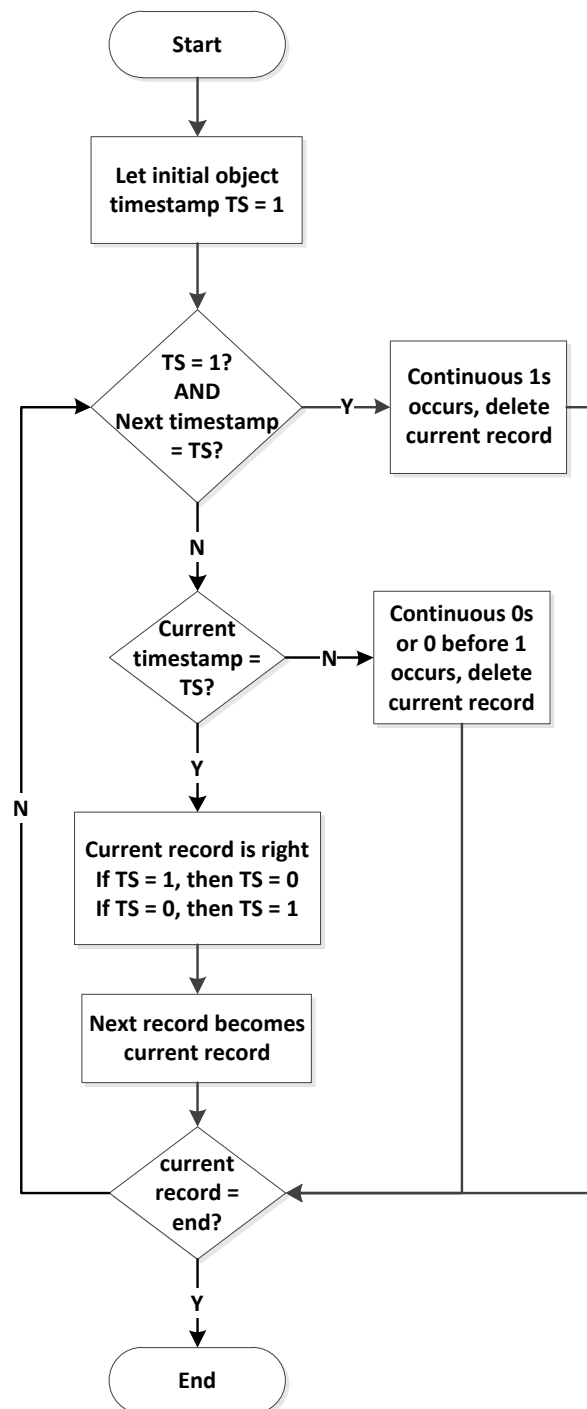 Start
Let initial object
timestamp TS = 1
TS = 1?
AND
Next timestamp
= TS?
Y
Continuous 1s
occurs, delete
current record
N
Current
timestamp =
TS?
N
Continuous 0s
or 0 before 1
occurs, delete
current record
Y
N
Current record is right
If TS = 1, then TS = 0
If TS = 0, then TS = 1
Next record becomes
current record
current
record =
end?
Y
End